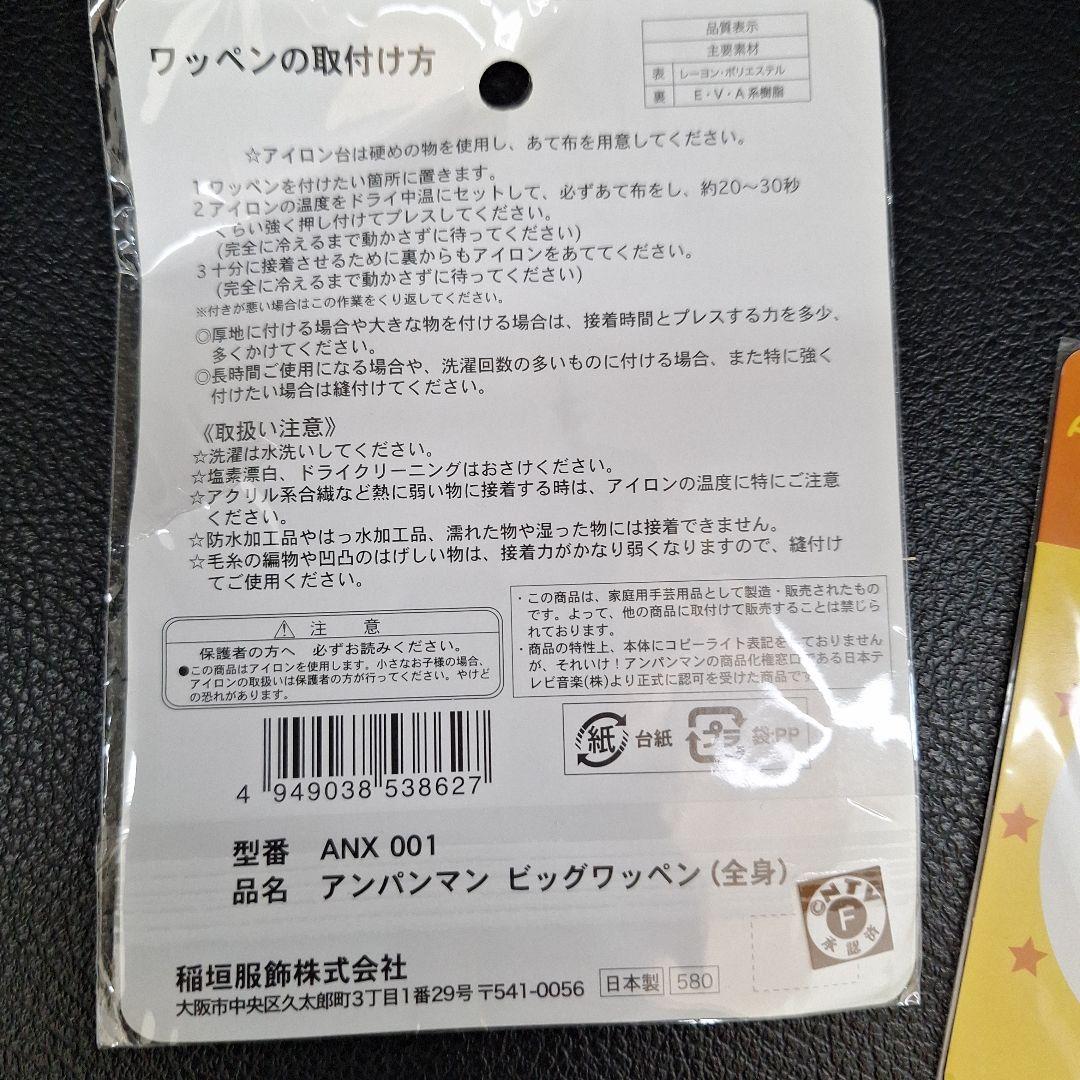 ワッペンの取付け方
品質表示
主要素材
表 レーヨン・ポリエステル
裏 E・V・A系樹脂
☆アイロン台は硬めの物を使用し、あて布を用意してください。
1 ワッペンを付けたい箇所に置きます。
2 アイロンの温度をドライ中温にセットして、必ずあて布をし、約20〜30秒
くらい強く押し付けてプレスしてください。
(完全に冷えるまで動かさずに待ってください)
3 十分に接着させるために裏からもアイロンをあててください。
(完全に冷えるまで動かさずに待ってください)
※付きが悪い場合はこの作業をくり返してください。
◎厚地に付ける場合や大きな物を付ける場合は、接着時間とプレスする力を多少、
多くかけてください。
◎長時間ご使用になる場合や、洗濯回数の多いものに付ける場合、また特に強く
付けたい場合は縫付けてください。
《取扱い注意》
☆洗濯は水洗いしてください。
☆塩素漂白、ドライクリーニングはおさけください。
☆アクリル系合繊など熱に弱い物に接着する時は、アイロンの温度に特にご注意
ください。
☆防水加工品やはっ水加工品、濡れた物や湿った物には接着できません。
☆毛糸の編物や凹凸のはげしい物は、接着力がかなり弱くなりますので、縫付け
てご使用ください。
⚠ 注 意
保護者の方へ 必ずお読みください。
●この商品はアイロンを使用します。小さなお子様の場合、
アイロンの取扱いは保護者の方が行ってください。やけど
の恐れがあります。
・この商品は、家庭用手芸用品として製造・販売されたもの
です。よって、他の商品に取付けて販売することは禁じら
れております。
・商品の特性上、本体にコピーライト表記をしておりません
が、それいけ!アンパンマンの商品化権窓口である日本テ
レビ音楽(株)より正式に認可を受けた商品です
紙 台紙 プラ 袋:PP
4 949038 538627
型番 ANX 001
品名 アンパンマン ビッグワッペン(全身)
©NTV
F
承認済
稲垣服飾株式会社
日本製 580
大阪市中央区久太郎町3丁目1番29号 〒541-0056